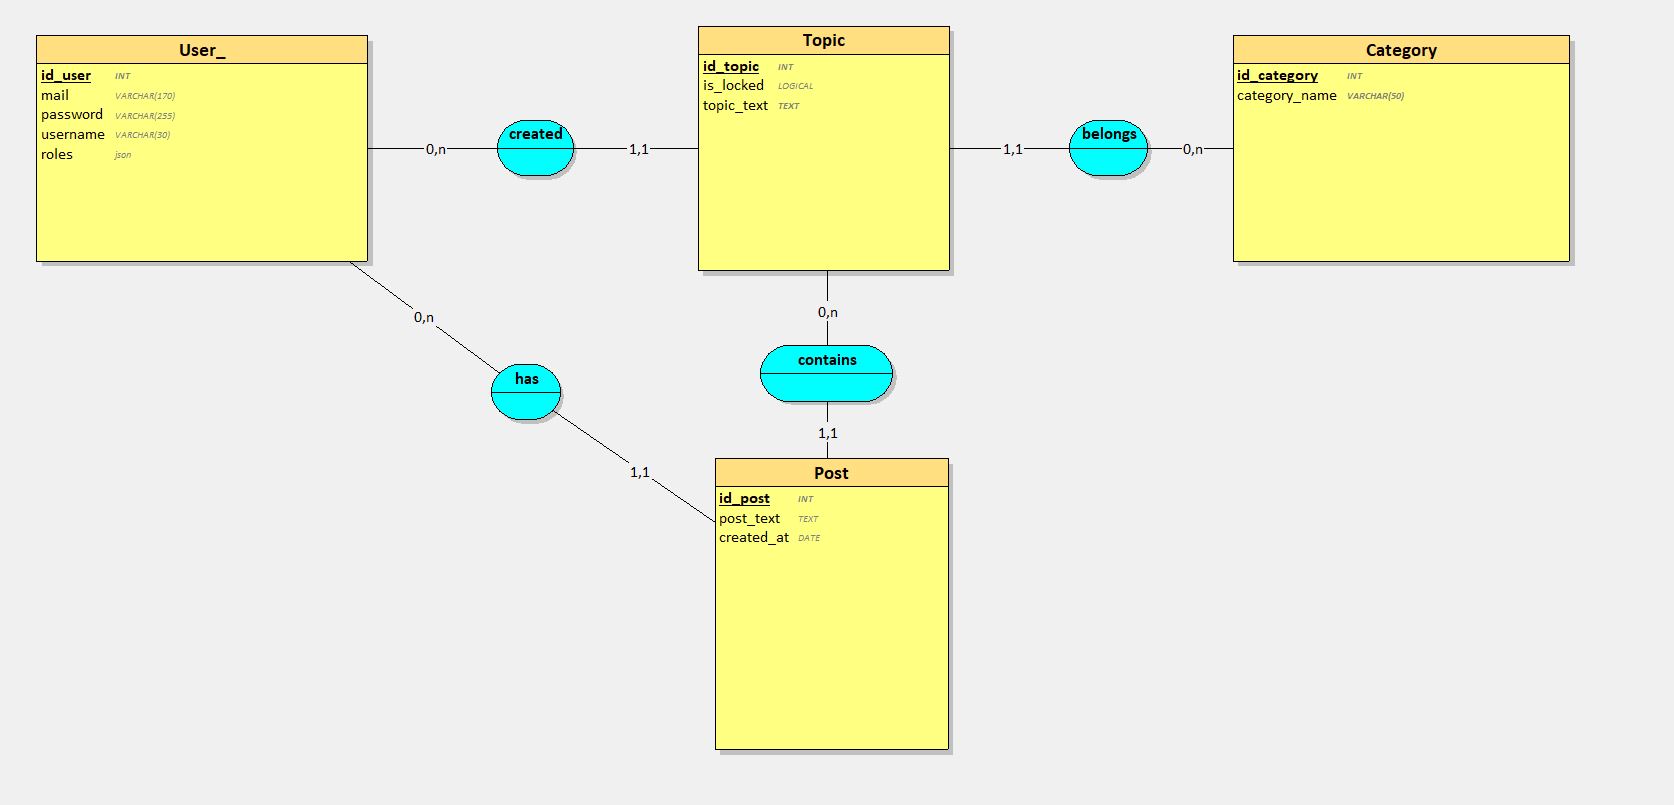 User_
id_user INT
mail VARCHAR(170)
password VARCHAR(255)
username VARCHAR(30)
roles json
0,n
created
1,1
Topic
id_topic INT
is_locked LOGICAL
topic_text TEXT
1,1
belongs
0,n
Category
id_category INT
category_name VARCHAR(50)
0,n
has
1,1
0,n
contains
1,1
Post
id_post INT
post_text TEXT
created_at DATE